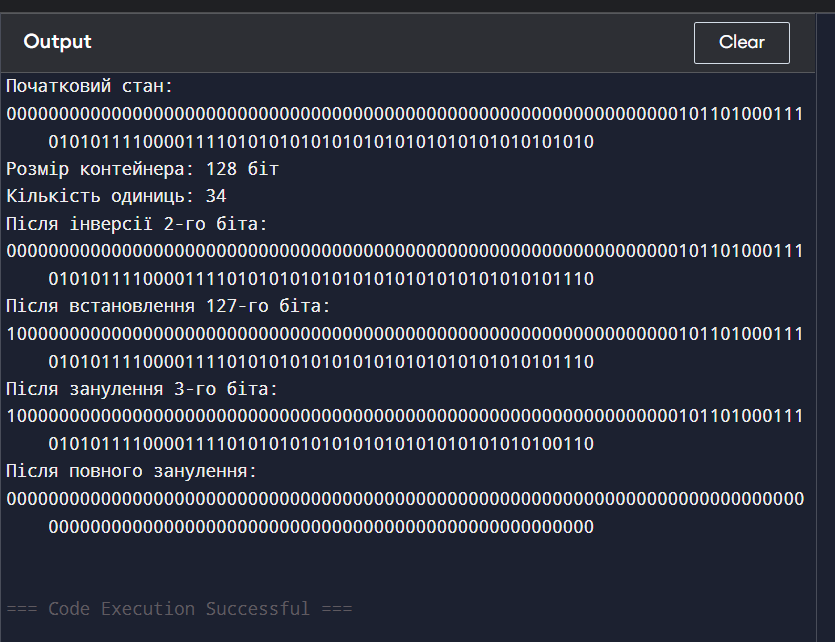 Output
Clear
Початковий стан:
0000000000000000000000000000000000000000000000000000000000000000101101000111
0101011110000111101010101010101010101010101010101010
Розмір контейнера: 128 біт
Кількість одиниць: 34
Після інверсії 2-го біта:
0000000000000000000000000000000000000000000000000000000000000000101101000111
0101011110000111101010101010101010101010101010101110
Після встановлення 127-го біта:
1000000000000000000000000000000000000000000000000000000000000000101101000111
0101011110000111101010101010101010101010101010101110
Після занулення 3-го біта:
1000000000000000000000000000000000000000000000000000000000000000101101000111
0101011110000111101010101010101010101010101010100110
Після повного занулення:
0000000000000000000000000000000000000000000000000000000000000000000000000000
0000000000000000000000000000000000000000000000000000
=== Code Execution Successful ===